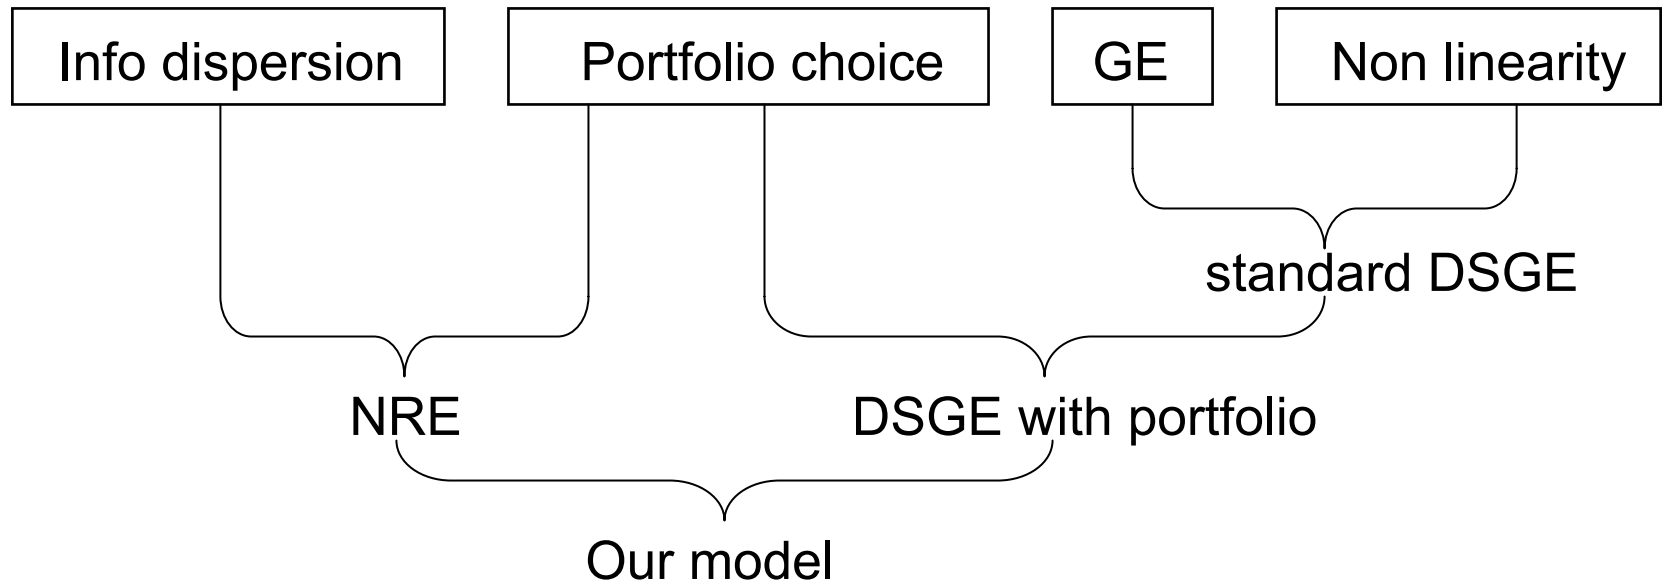 Info dispersion
Portfolio choice
GE
Non linearity
standard DSGE
NRE
DSGE with portfolio
Our model